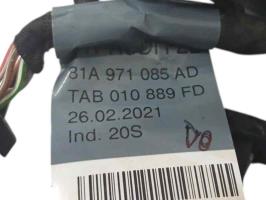 31A 971 085 AD
TAB 010 889 FD
26.02.2021
Ind. 20S